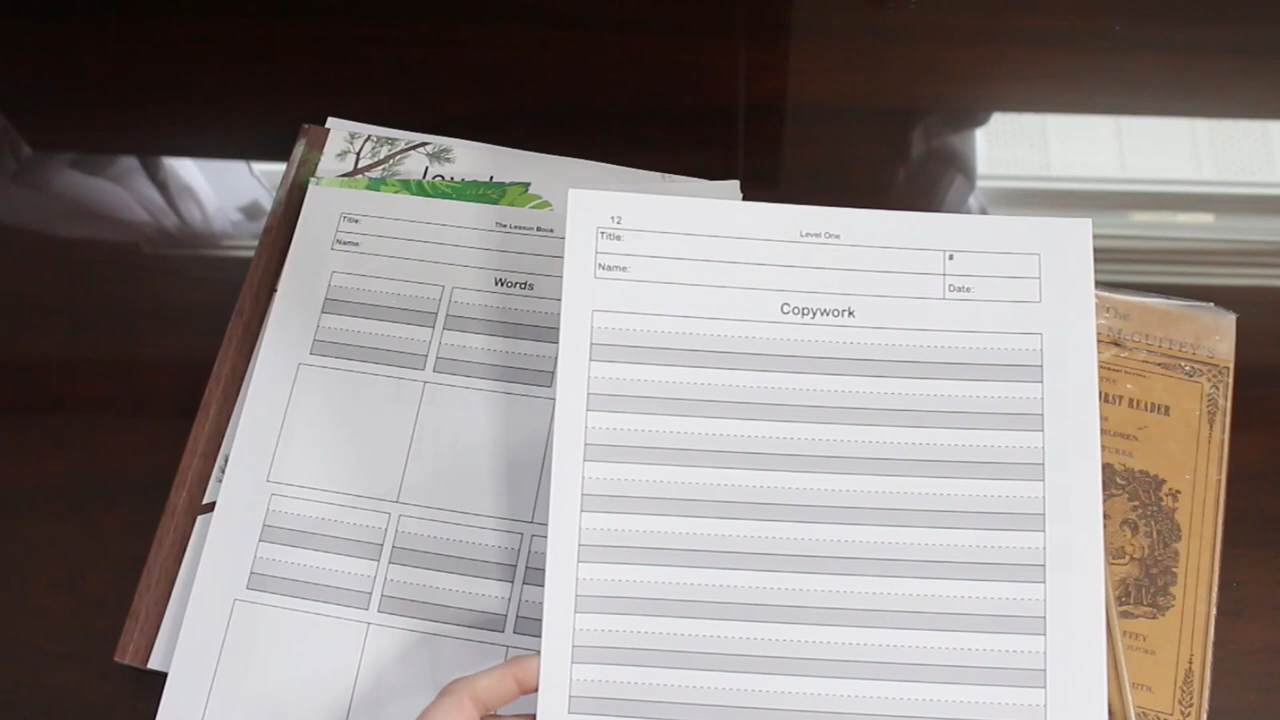 Title:
The Lesson Book
Name:
Words
12
Level One
Title:
#
Name:
Date:
Copywork
The
McGUFFEY'S
FIRST READER